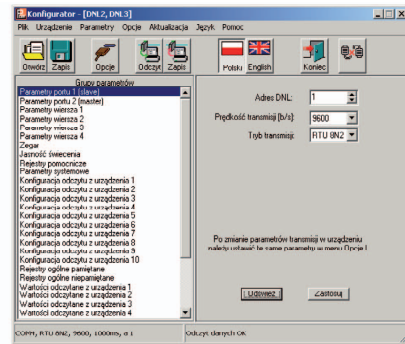 Konfigurator - [DNL2, DNL3]
Plik Urządzenie Parametry Opcje Aktualizacja Język Pomoc
Otwórz Zapis Opcje Odczyt Zapis Polski English Koniec
Grupy parametrów
Parametry portu 1 (slave)
Parametry portu 2 (master)
Parametry wiersza 1
Parametry wiersza 2
Parametry wiersza 3
Parametry wiersza 4
Zegar
Jasność świecenia
Rejestry pomocnicze
Parametry systemowe
Konfiguracja odczytu z urządzenia 1
Konfiguracja odczytu z urządzenia 2
Konfiguracja odczytu z urządzenia 3
Konfiguracja odczytu z urządzenia 4
Konfiguracja odczytu z urządzenia 5
Konfiguracja odczytu z urządzenia 6
Konfiguracja odczytu z urządzenia 7
Konfiguracja odczytu z urządzenia 8
Konfiguracja odczytu z urządzenia 9
Konfiguracja odczytu z urządzenia 10
Rejestry ogólne pamiętane
Rejestry ogólne niepamiętane
Wartości odczytane z urządzenia 1
Wartości odczytane z urządzenia 2
Wartości odczytane z urządzenia 3
Wartości odczytane z urządzenia 4
Adres DNL: 1
Prędkość transmisji [b/s]: 9600
Tryb transmisji: RTU 8N2
Po zmianie parametrów transmisji w urządzeniu
należy ustawić te same parametry w menu Opcje !
Odśwież Zastosuj
RTU 8N2, 9600, 1000ms, a:1 Odczyt danych OK